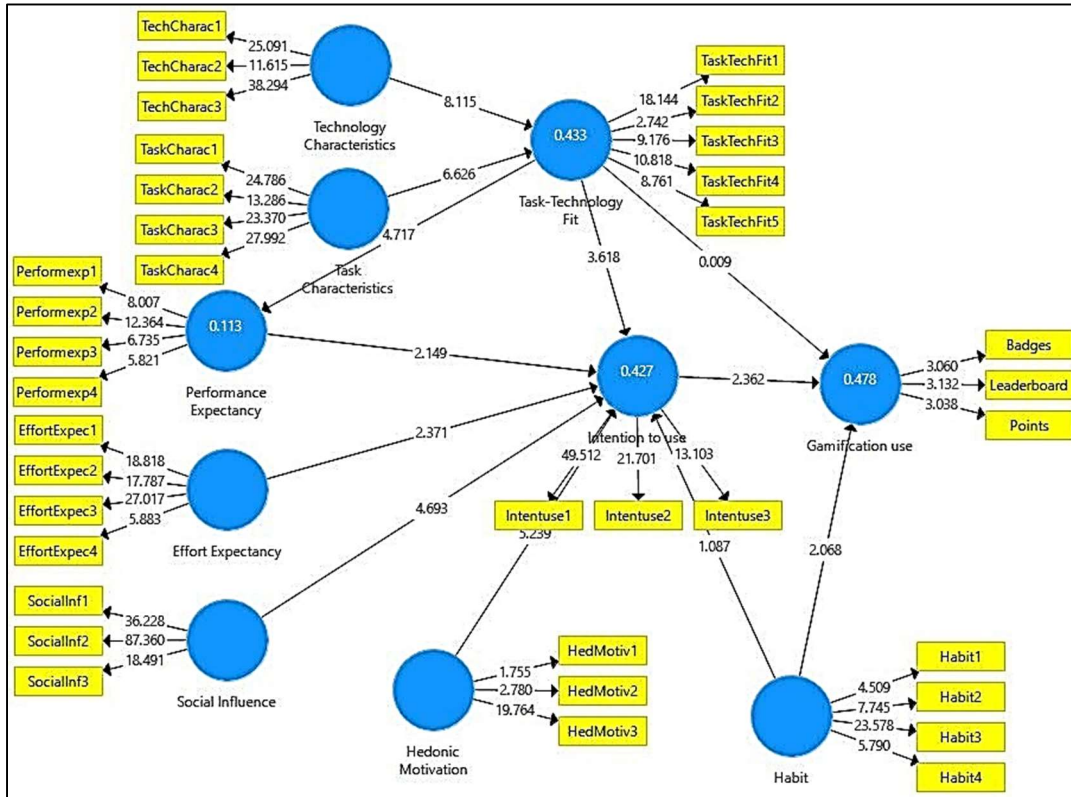 TechCharac1
TechCharac2
TechCharac3
25.091
11.615
38.294
Technology
Characteristics
8.115
TaskCharac1
TaskCharac2
TaskCharac3
TaskCharac4
24.786
13.286
23.370
27.992
Task
Characteristics
6.626
0.433
Task-Technology
Fit
18.144
2.742
9.176
10.818
8.761
TaskTechFit1
TaskTechFit2
TaskTechFit3
TaskTechFit4
TaskTechFit5
4.717
3.618
0.009
Performexp1
Performexp2
Performexp3
Performexp4
8.007
12.364
6.735
5.821
0.113
Performance
Expectancy
2.149
0.427
Intention to use
2.362
0.478
Gamification use
3.060
3.132
3.038
Badges
Leaderboard
Points
EffortExpec1
EffortExpec2
EffortExpec3
EffortExpec4
18.818
17.787
27.017
5.883
Effort Expectancy
2.371
49.512
21.701
13.103
Intentuse1
Intentuse2
Intentuse3
4.693
5.239
1.087
2.068
SocialInf1
SocialInf2
SocialInf3
36.228
87.360
18.491
Social Influence
Hedonic
Motivation
1.755
2.780
19.764
HedMotiv1
HedMotiv2
HedMotiv3
Habit
4.509
7.745
23.578
5.790
Habit1
Habit2
Habit3
Habit4